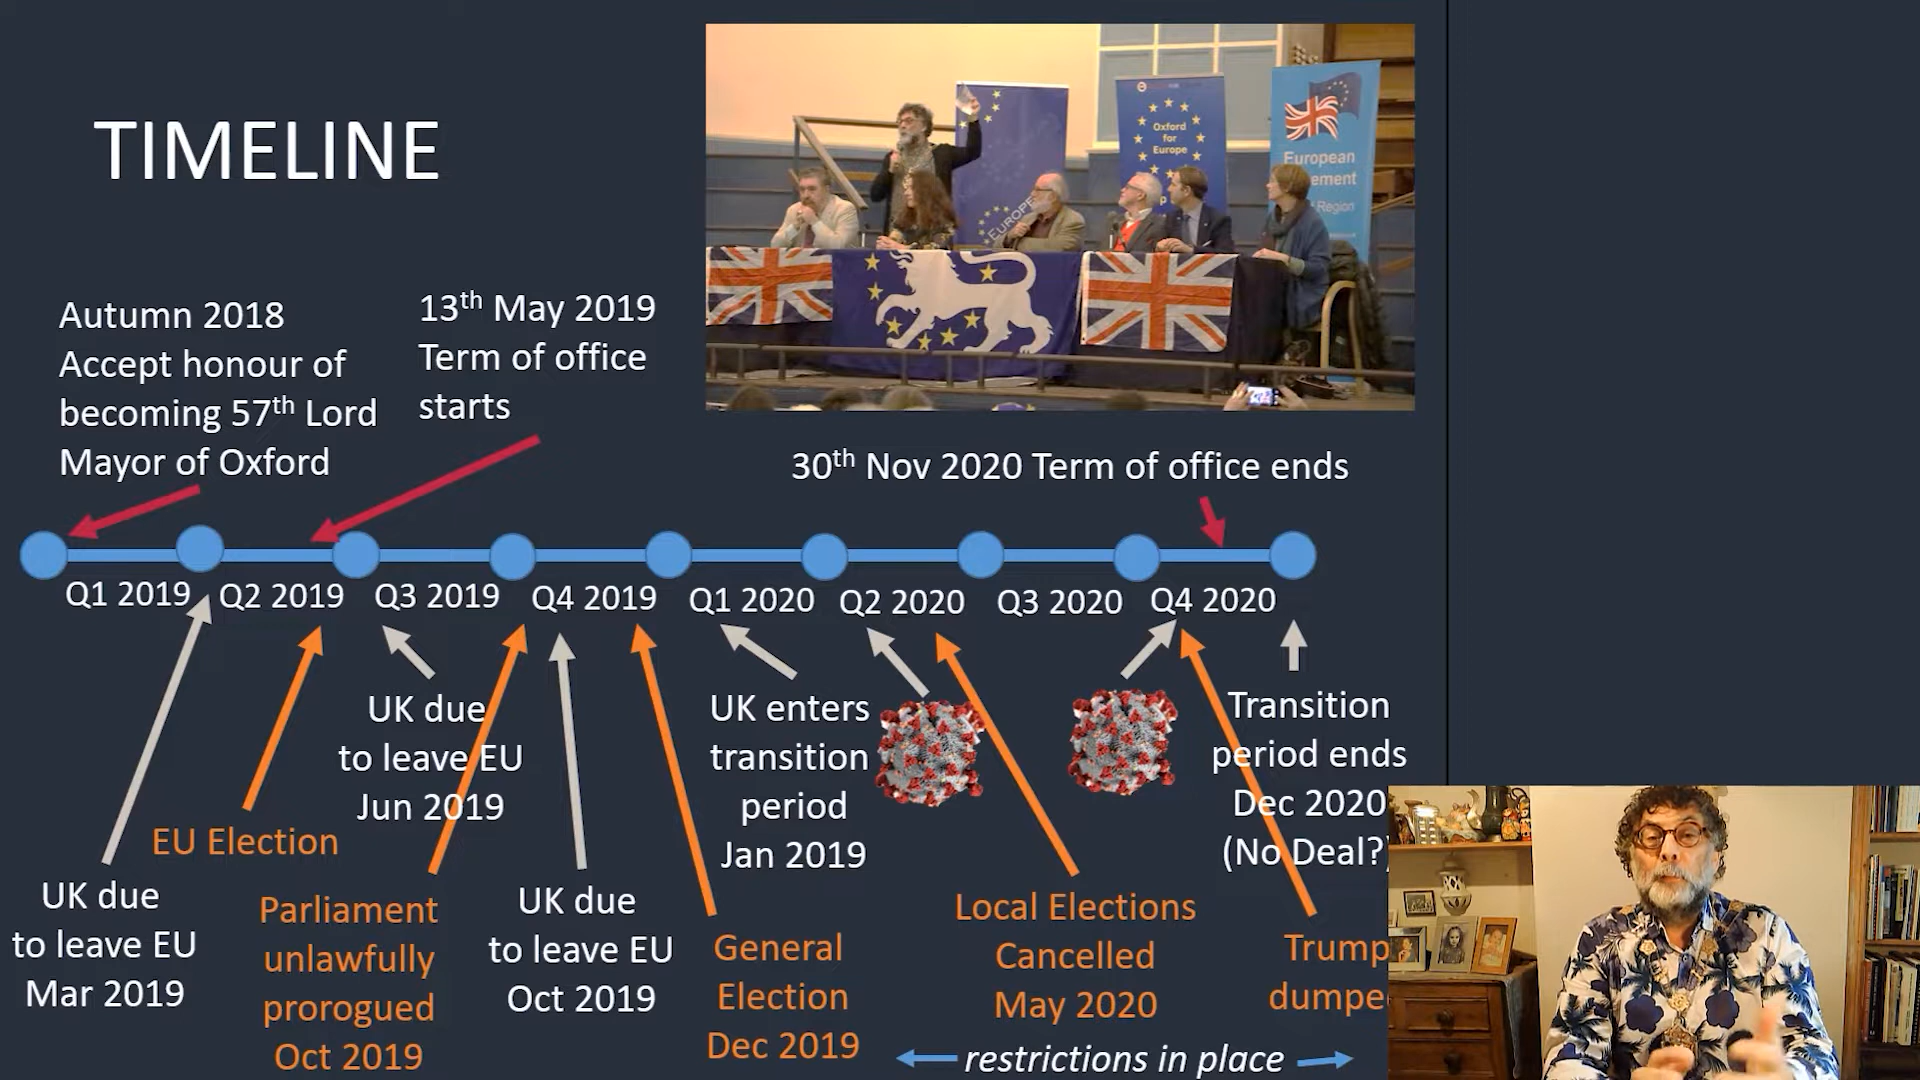 TIMELINE
EUROPE
Oxford
for
Europe
European
ement
Region
Autumn 2018
Accept honour of
becoming 57th Lord
Mayor of Oxford
13th May 2019
Term of office
starts
30th Nov 2020 Term of office ends
Q1 2019
Q2 2019
Q3 2019
Q4 2019
Q1 2020
Q2 2020
Q3 2020
Q4 2020
UK due
to leave EU
Mar 2019
EU Election
UK due
to leave EU
Jun 2019
Parliament
unlawfully
prorogued
Oct 2019
UK due
to leave EU
Oct 2019
General
Election
Dec 2019
UK enters
transition
period
Jan 2019
Local Elections
Cancelled
May 2020
Transition
period ends
Dec 2020
(No Deal?)
Trump
dumpe
restrictions in place